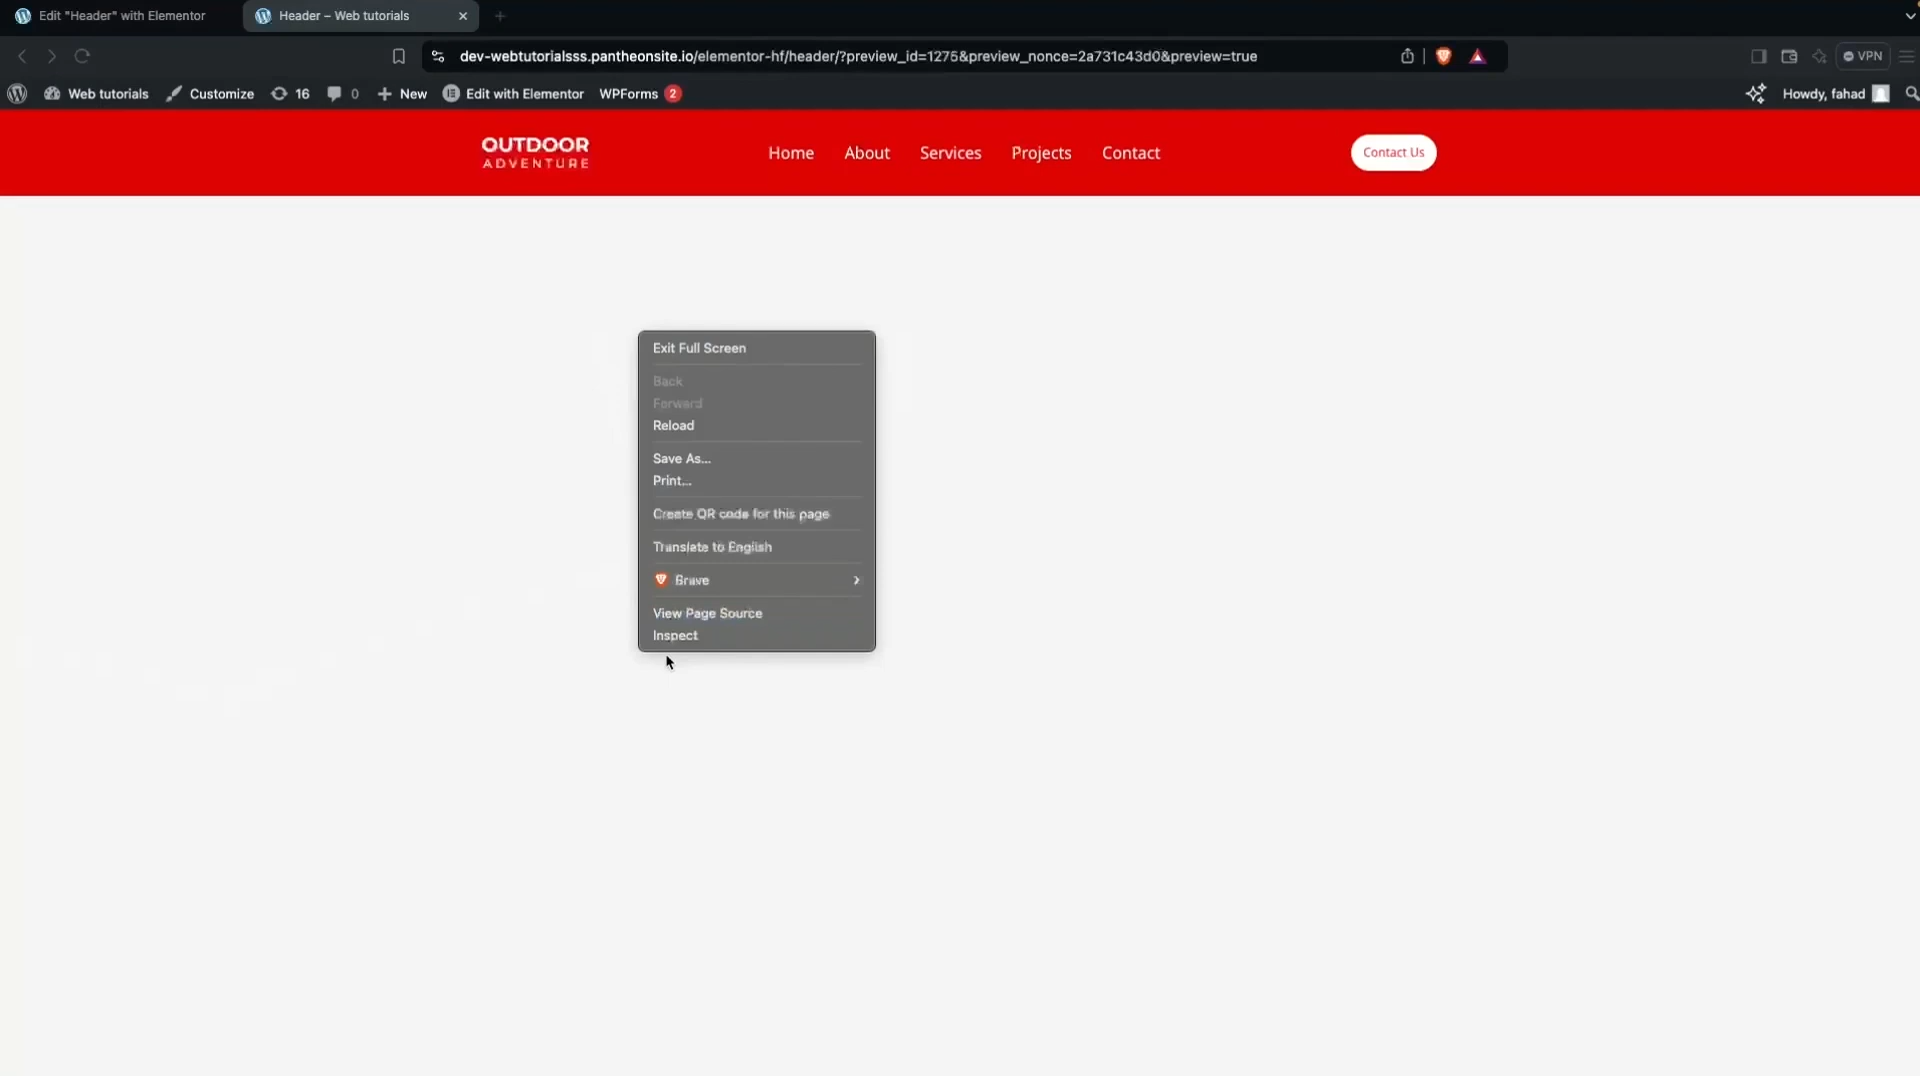 Edit "Header" with Elementor
Header – Web tutorials
dev-webtutorialsss.pantheonsite.io/elementor-hf/header/?preview_id=1275&preview_nonce=2a731c43d0&preview=true
VPN
Web tutorials
Customize
16
0
New
Edit with Elementor
WPForms 2
Howdy, fahad
OUTDOOR
ADVENTURE
Home
About
Services
Projects
Contact
Contact Us
Exit Full Screen
Back
Forward
Reload
Save As...
Print...
Create QR code for this page
Translate to English
Brave
View Page Source
Inspect